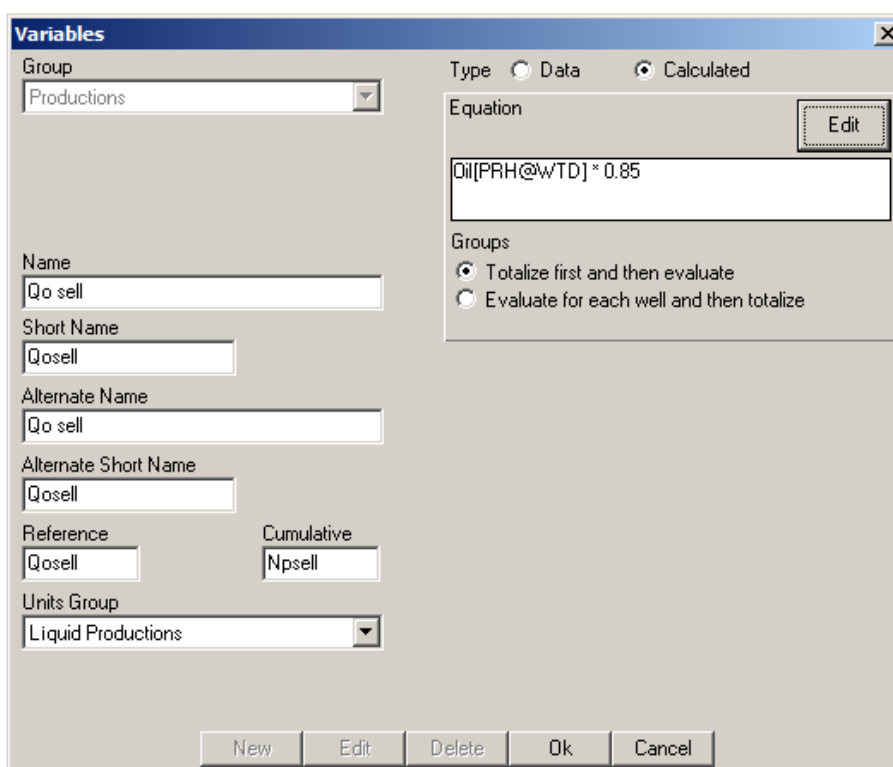 Variables
Group
Productions
Name
Qo sell
Short Name
Qosell
Alternate Name
Qo sell
Alternate Short Name
Qosell
Reference Cumulative
Qosell Npsell
Units Group
Liquid Productions
Type Data Calculated
Equation
Edit
Oil[PRH@WTD] * 0.85
Groups
Totalize first and then evaluate
Evaluate for each well and then totalize
New Edit Delete Ok Cancel